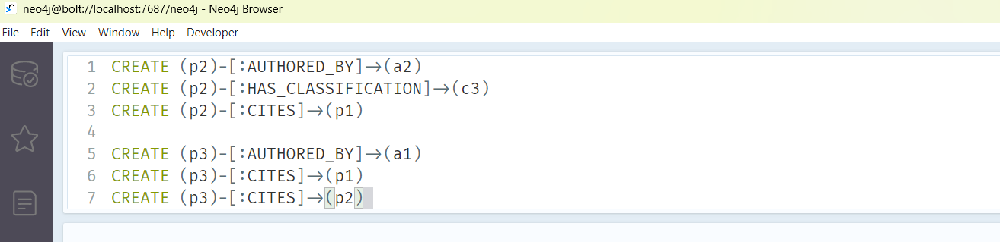 neo4j@bolt://localhost:7687/neo4j - Neo4j Browser
File Edit View Window Help Developer
1 CREATE (p2)-[:AUTHORED_BY]->(a2)
2 CREATE (p2)-[:HAS_CLASSIFICATION]->(c3)
3 CREATE (p2)-[:CITES]->(p1)
4
5 CREATE (p3)-[:AUTHORED_BY]->(a1)
6 CREATE (p3)-[:CITES]->(p1)
7 CREATE (p3)-[:CITES]->(p2)